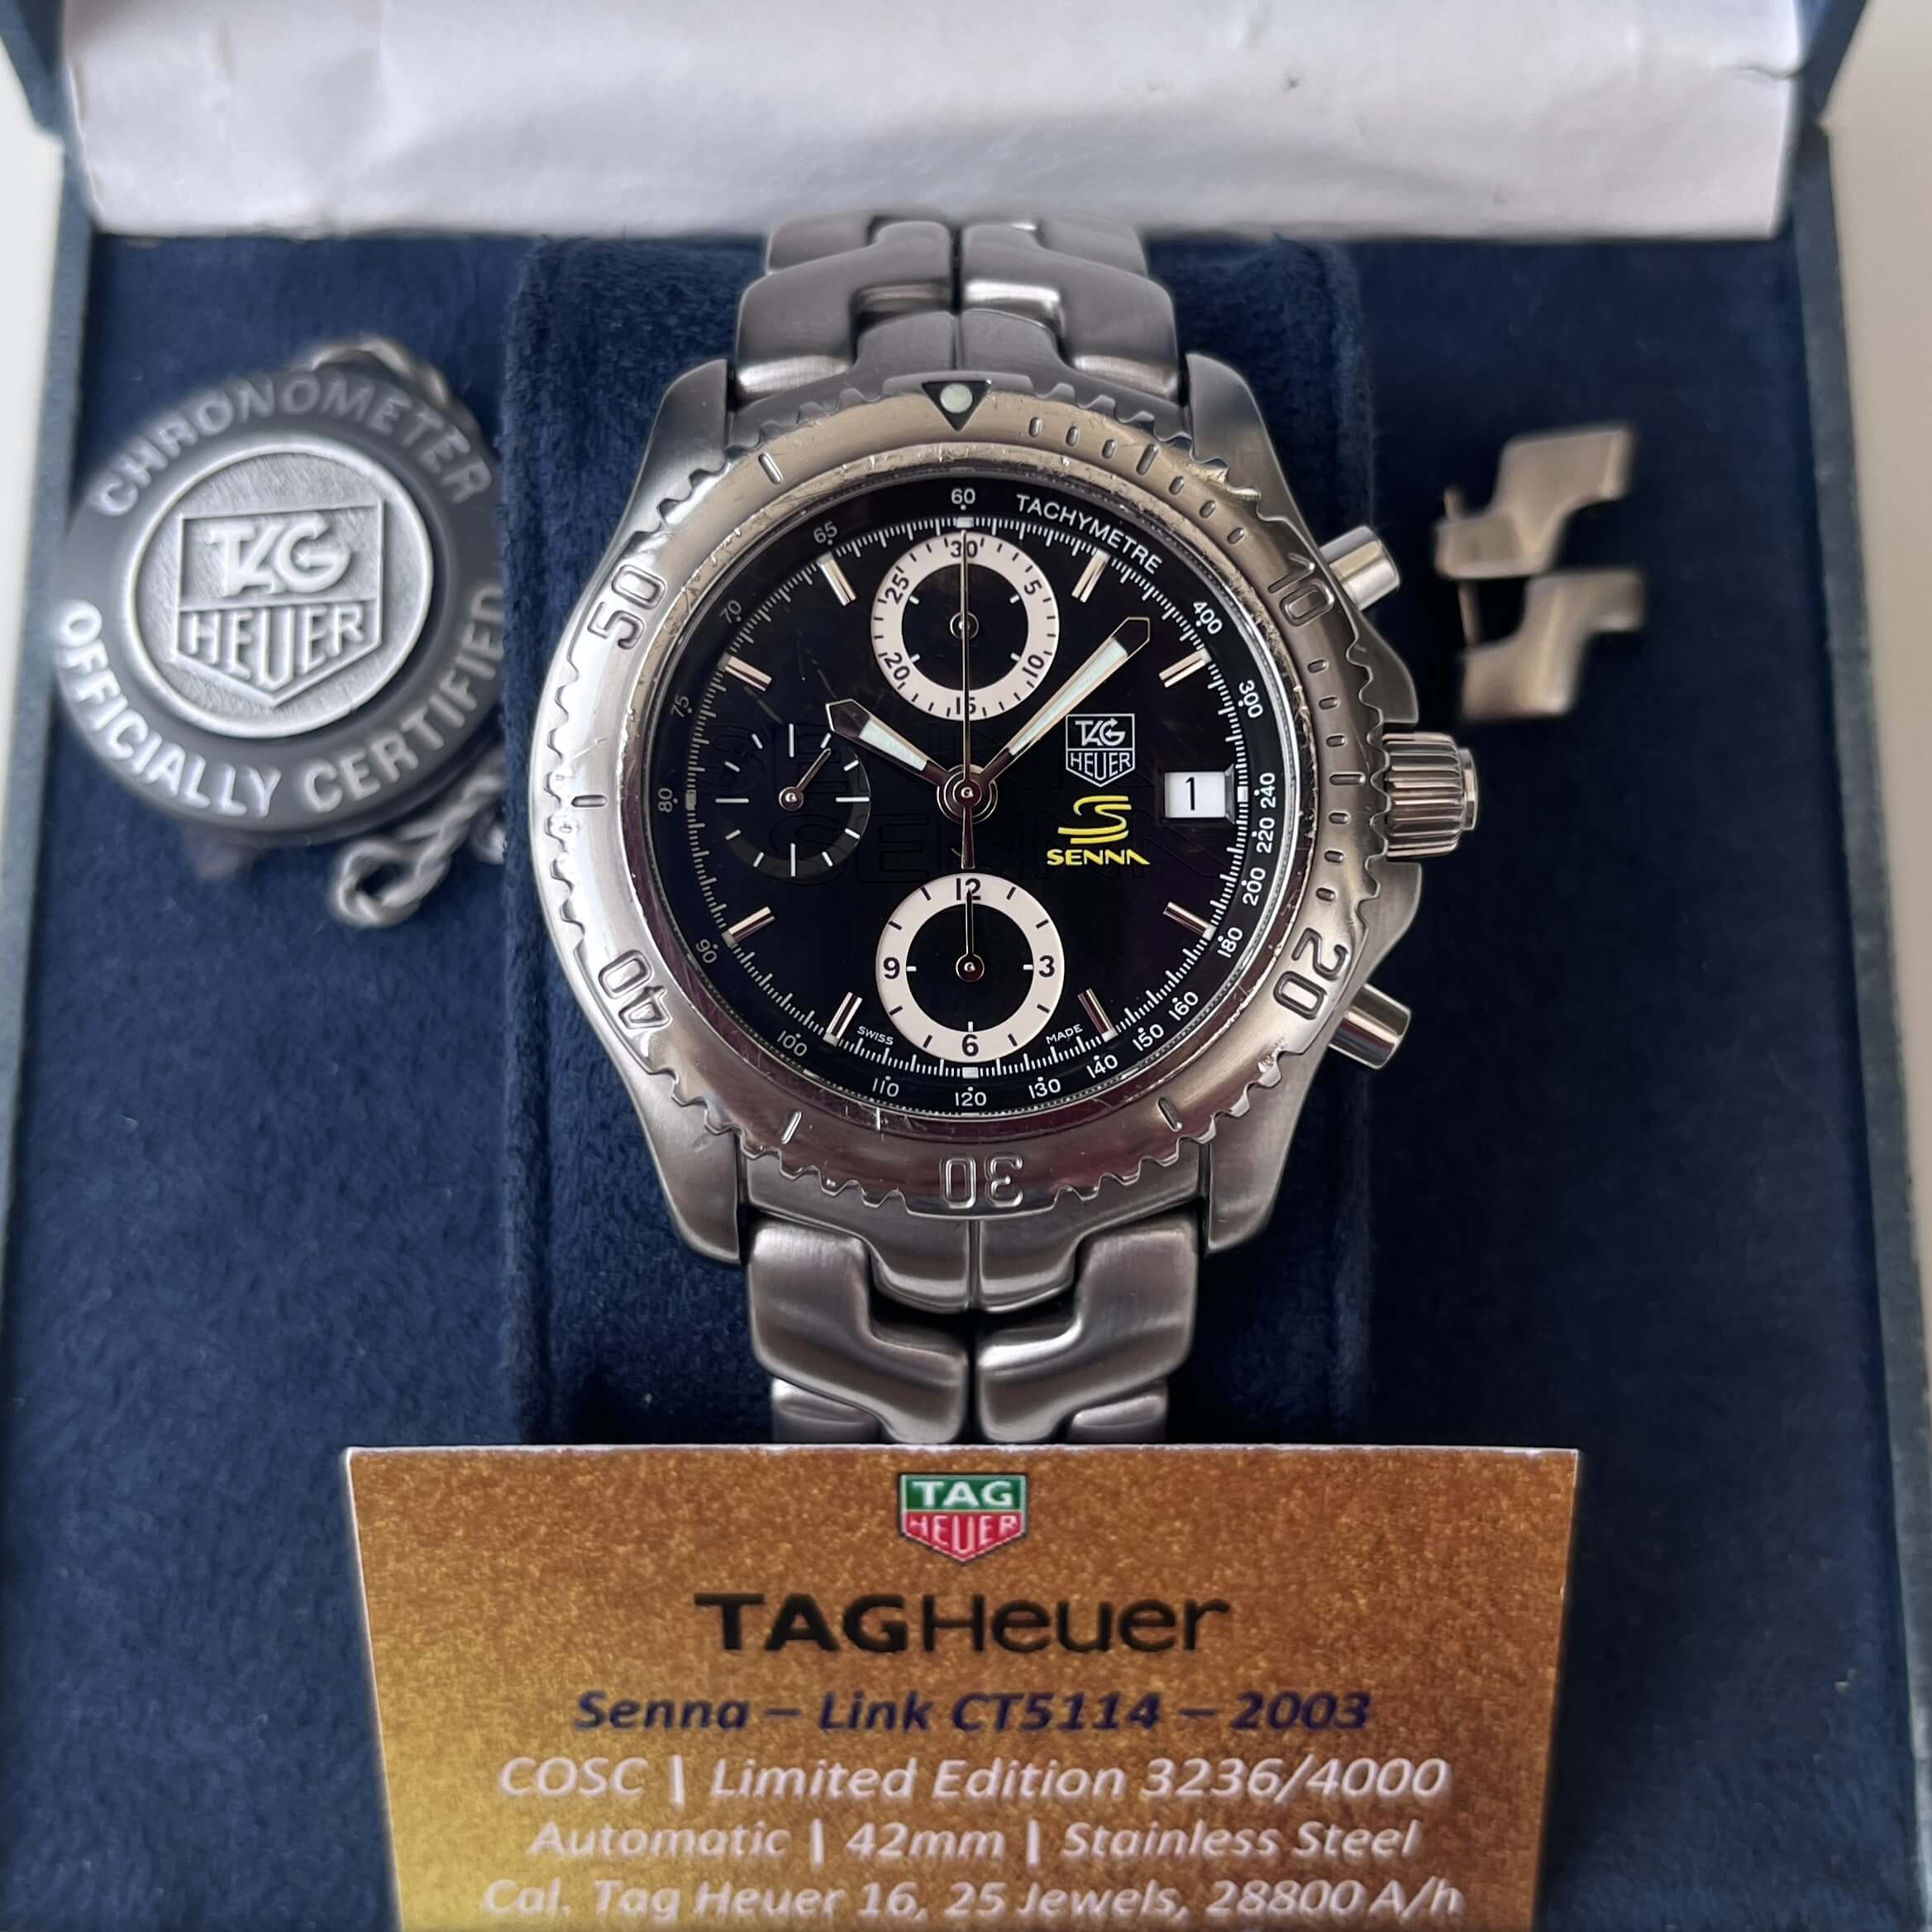 CHRONOMETER
OFFICIALLY CERTIFIED
TAG
HEUER
50
10
40
20
30
TACHYMETRE
60
65
70
75
80
90
100
110
120
130
140
150
160
180
200
220
240
300
400
30
5
10
15
20
25
TAG
HEUER
SENNA
1
12
3
6
9
SWISS
MADE
TAG
HEUER
TAGHeuer
Senna – Link CT5114 – 2003
COSC | Limited Edition 3236/4000
Automatic | 42mm | Stainless Steel
Cal. Tag Heuer 16, 25 Jewels, 28800 A/h